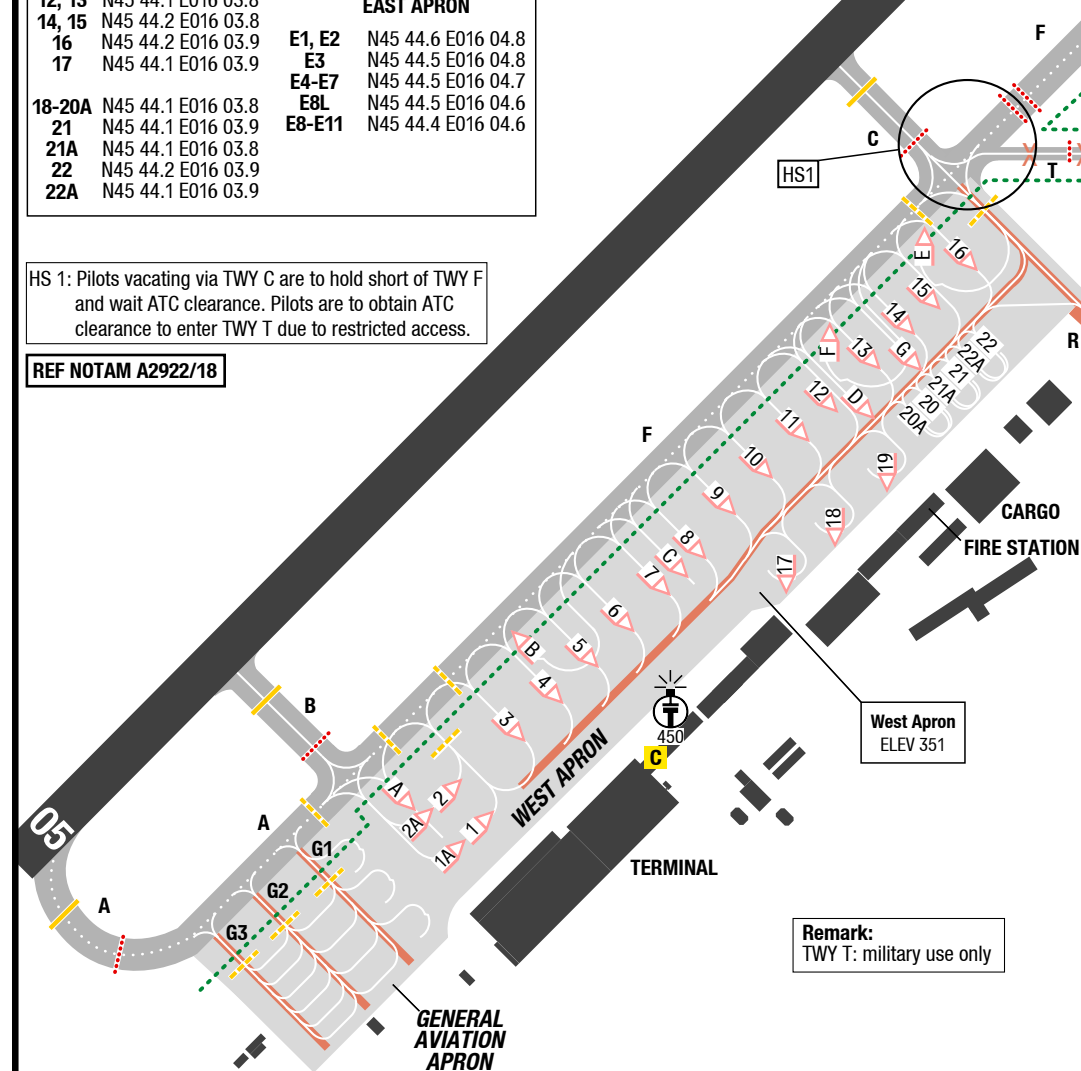 12, 13 N45 44.1 E016 03.8
14, 15 N45 44.2 E016 03.8
16 N45 44.2 E016 03.9
17 N45 44.1 E016 03.9
18-20A N45 44.1 E016 03.8
21 N45 44.1 E016 03.9
21A N45 44.1 E016 03.8
22 N45 44.2 E016 03.9
22A N45 44.1 E016 03.9
EAST APRON
E1, E2 N45 44.6 E016 04.8
E3 N45 44.5 E016 04.8
E4-E7 N45 44.5 E016 04.7
E8L N45 44.5 E016 04.6
E8-E11 N45 44.4 E016 04.6
HS 1: Pilots vacating via TWY C are to hold short of TWY F
and wait ATC clearance. Pilots are to obtain ATC
clearance to enter TWY T due to restricted access.
REF NOTAM A2922/18
F
C
HS1
T
R
E
16
15
14
G
13
F
12
D
11
10
9
8
C
7
6
5
B
4
3
2
A
2A
1
1A
22
22A
21
21A
20
20A
19
18
17
F
CARGO
FIRE STATION
West Apron
ELEV 351
450
C
WEST APRON
TERMINAL
B
A
05
A
G1
G2
G3
GENERAL
AVIATION
APRON
Remark:
TWY T: military use only